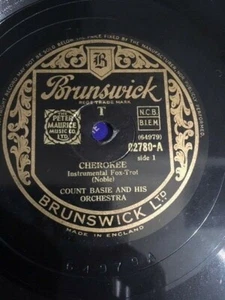 B
Brunswick
REGD TRADE MARK
T
PETER
MAURICE
MUSIC CO.
LTD
N.C.B.
BIEM
(64979)
02780-A
side 1
CHEROKEE
Instrumental Fox-Trot
(Noble)
COUNT BASIE AND HIS
ORCHESTRA
BRUNSWICK LTD
MADE IN ENGLAND